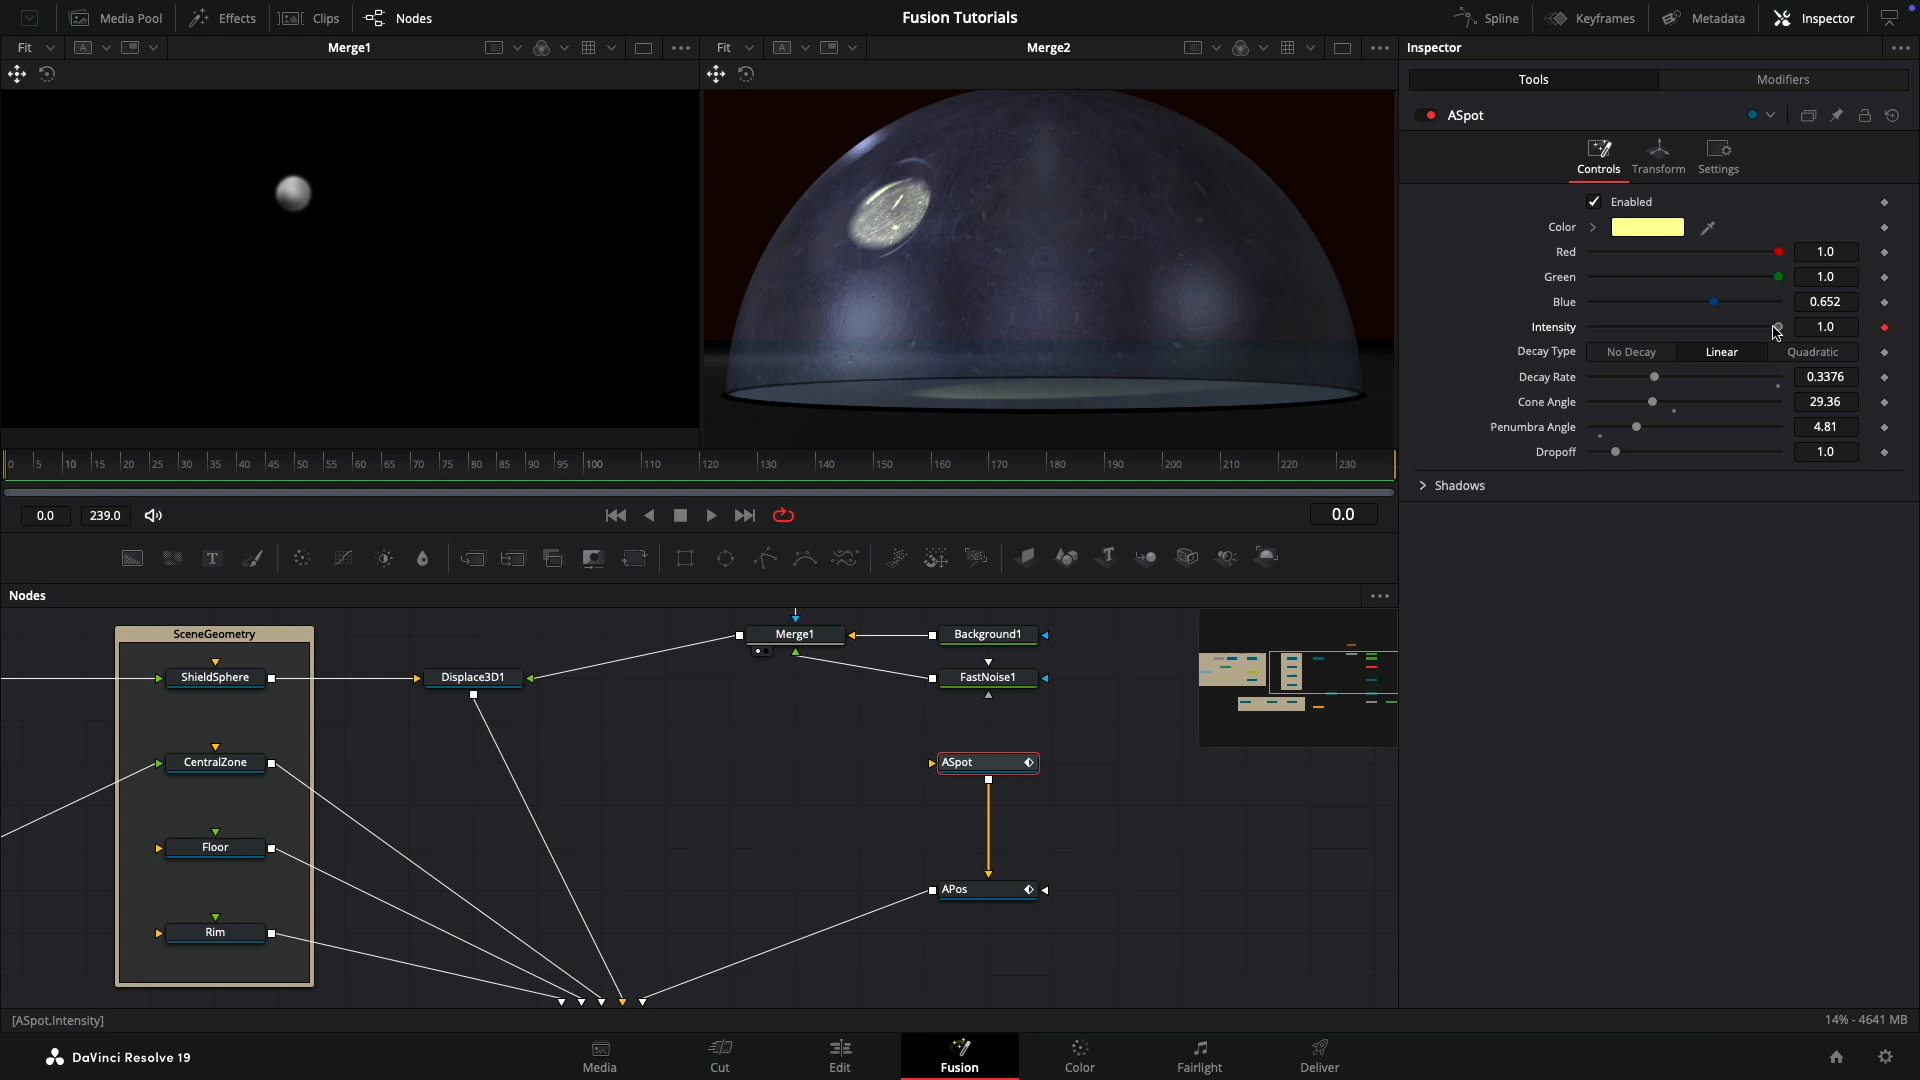 Media Pool
Effects
Clips
Nodes
Fusion Tutorials
Spline
Keyframes
Metadata
Inspector
Fit
A
Merge1
Fit
A
Merge2
Inspector
Tools
Modifiers
ASpot
Controls
Transform
Settings
Enabled
Color
Red
1.0
Green
1.0
Blue
0.652
Intensity
1.0
Decay Type
No Decay
Linear
Quadratic
Decay Rate
0.3376
Cone Angle
29.36
Penumbra Angle
4.81
Dropoff
1.0
Shadows
0 5 10 15 20 25 30 35 40 45 50 55 60 65 70 75 80 85 90 95 100 110 120 130 140 150 160 170 180 190 200 210 220 230
0.0
239.0
0.0
T
T
Nodes
SceneGeometry
Merge1
Background1
ShieldSphere
Displace3D1
FastNoise1
CentralZone
ASpot
Floor
APos
Rim
[ASpot.Intensity]
14% - 4641 MB
DaVinci Resolve 19
Media
Cut
Edit
Fusion
Color
Fairlight
Deliver